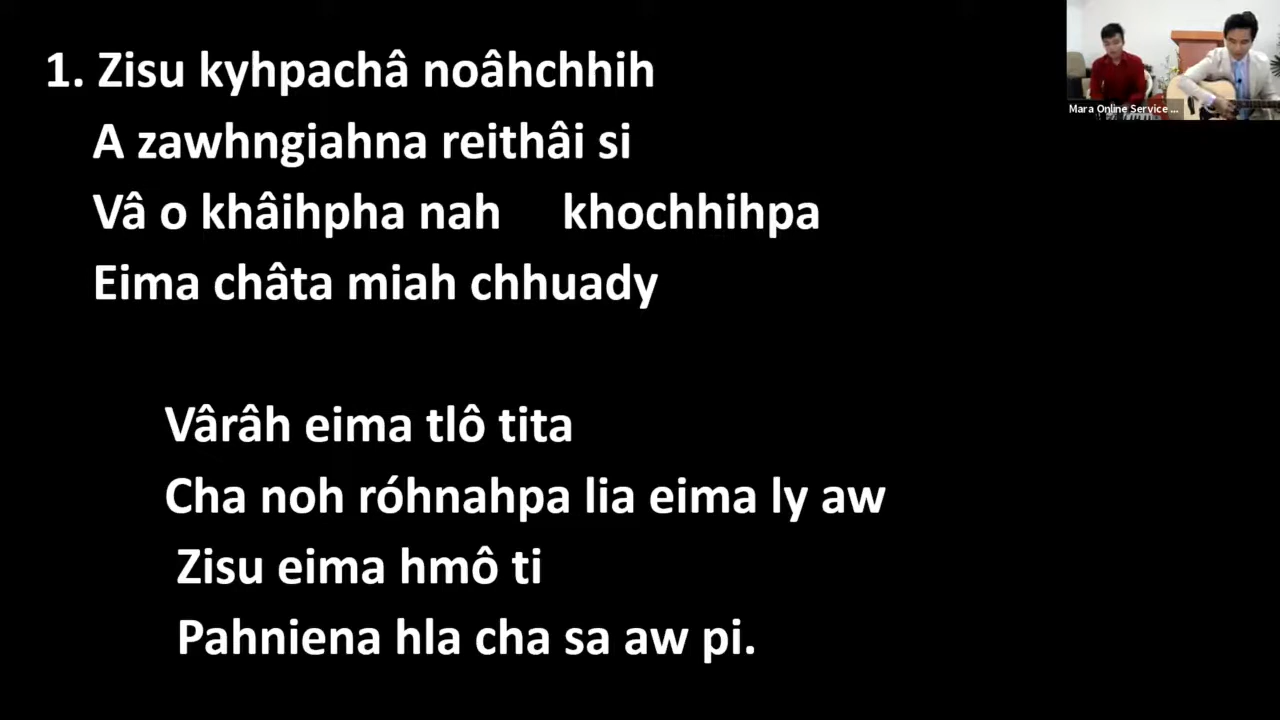 1. Zisu kyhpachâ noâhchhih
A zawhngiahna reithâi si
Vâ o khâihpha nah khochhihpa
Eima châta miah chhuady
Vârâh eima tlô tita
Cha noh róhnahpa lia eima ly aw
Zisu eima hmô ti
Pahniena hla cha sa aw pi.
Mara Online Service ...